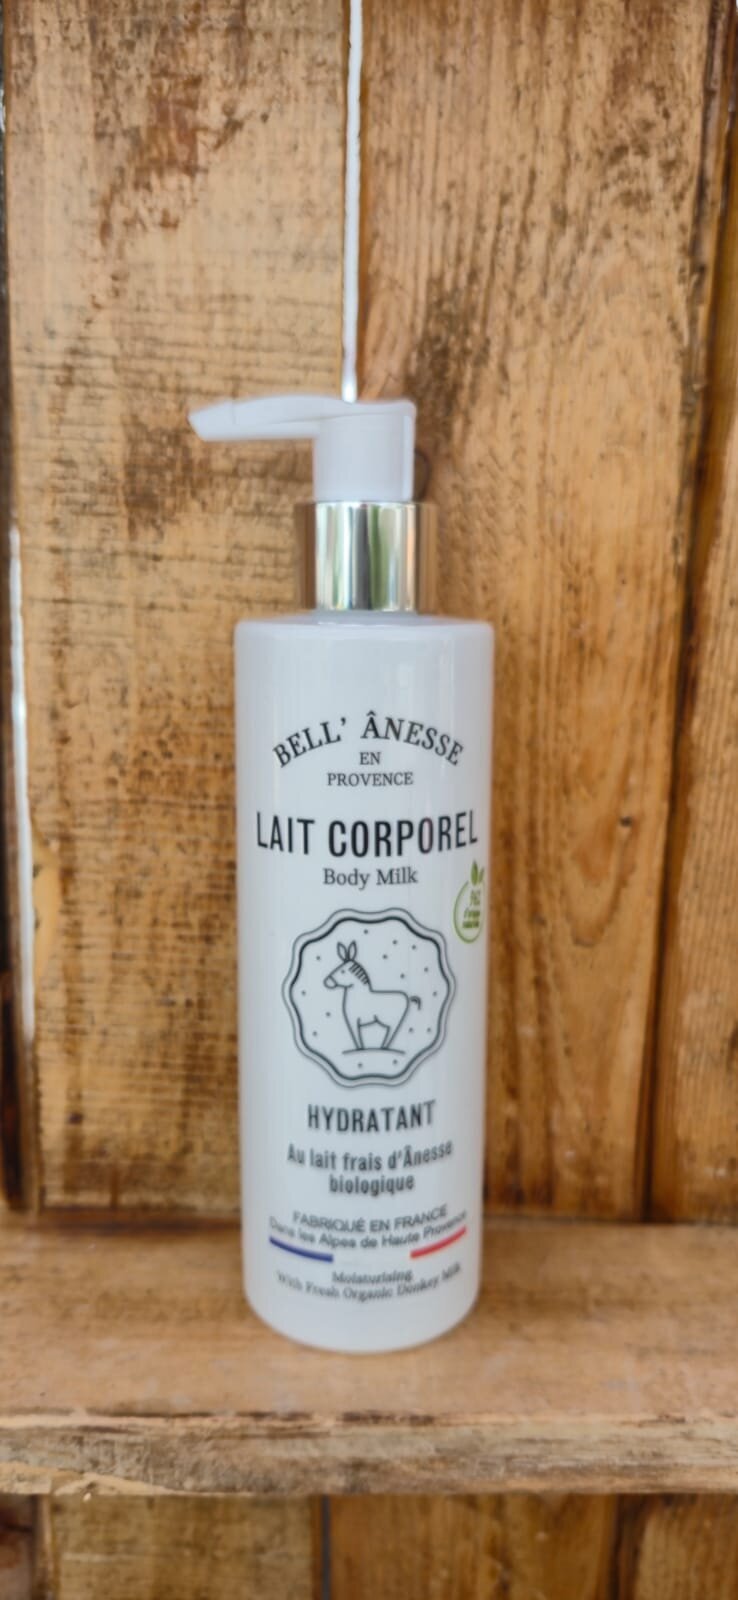 BELL' ÂNESSE
EN
PROVENCE
LAIT CORPOREL
Body Milk
HYDRATANT
Au lait frais d'Ânesse
biologique
FABRIQUÉ EN FRANCE
Dans les Alpes de Haute Provence
Moisturising
With Fresh Organic Donkey Milk